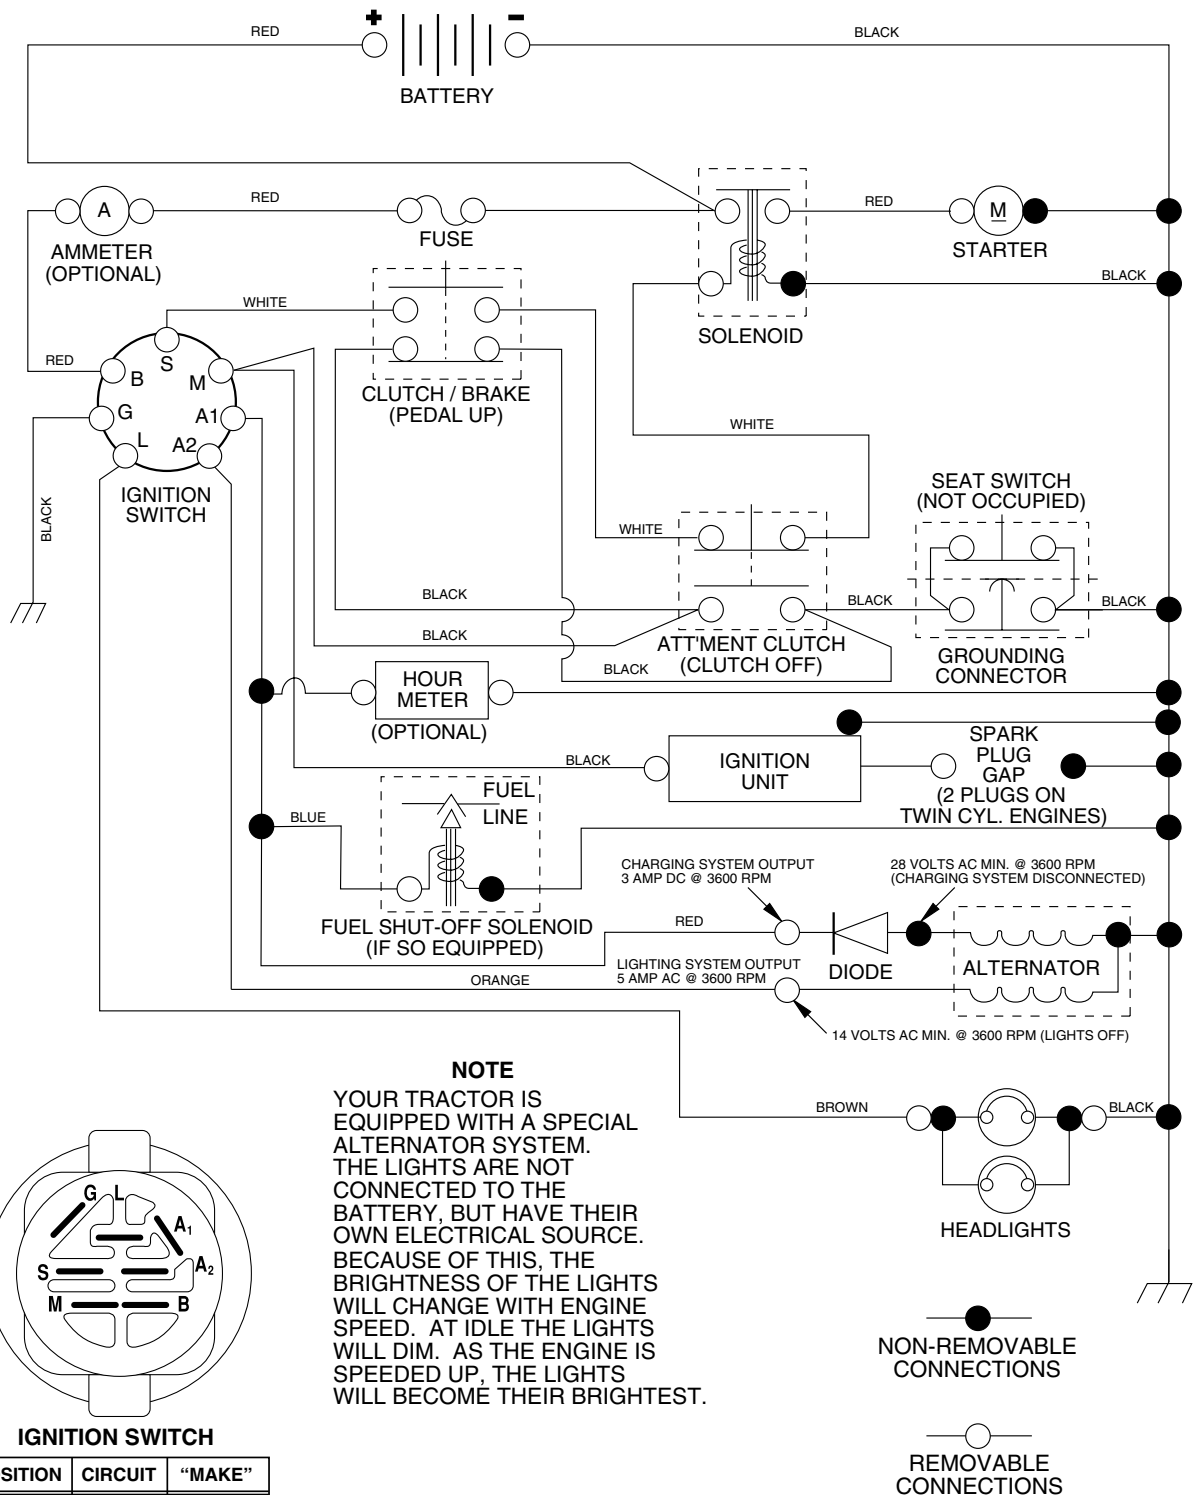 + -
RED
BLACK
BATTERY
A
RED
RED
M
AMMETER
(OPTIONAL)
FUSE
STARTER
BLACK
WHITE
SOLENOID
RED
S
B
M
G
A1
L
A2
CLUTCH / BRAKE
(PEDAL UP)
WHITE
IGNITION
SWITCH
BLACK
SEAT SWITCH
(NOT OCCUPIED)
WHITE
BLACK
BLACK
BLACK
BLACK
ATT'MENT CLUTCH
(CLUTCH OFF)
GROUNDING
CONNECTOR
BLACK
HOUR
METER
(OPTIONAL)
BLACK
IGNITION
UNIT
SPARK
PLUG
GAP
(2 PLUGS ON
TWIN CYL. ENGINES)
FUEL
LINE
BLUE
CHARGING SYSTEM OUTPUT
3 AMP DC @ 3600 RPM
28 VOLTS AC MIN. @ 3600 RPM
(CHARGING SYSTEM DISCONNECTED)
FUEL SHUT-OFF SOLENOID
(IF SO EQUIPPED)
RED
DIODE
ALTERNATOR
LIGHTING SYSTEM OUTPUT
5 AMP AC @ 3600 RPM
ORANGE
14 VOLTS AC MIN. @ 3600 RPM (LIGHTS OFF)
NOTE
YOUR TRACTOR IS
EQUIPPED WITH A SPECIAL
ALTERNATOR SYSTEM.
THE LIGHTS ARE NOT
CONNECTED TO THE
BATTERY, BUT HAVE THEIR
OWN ELECTRICAL SOURCE.
BECAUSE OF THIS, THE
BRIGHTNESS OF THE LIGHTS
WILL CHANGE WITH ENGINE
SPEED. AT IDLE THE LIGHTS
WILL DIM. AS THE ENGINE IS
SPEEDED UP, THE LIGHTS
WILL BECOME THEIR BRIGHTEST.
BROWN
BLACK
HEADLIGHTS
G L
A1
S
A2
M
B
IGNITION SWITCH
SITION CIRCUIT “MAKE”
NON-REMOVABLE
CONNECTIONS
REMOVABLE
CONNECTIONS